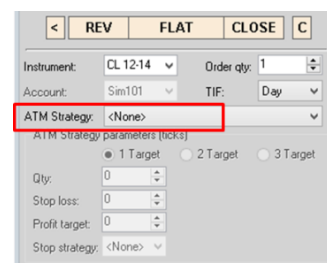 < REV FLAT CLOSE C
Instrument: CL 12-14 Order qty: 1
Account: Sim101 TIF: Day
ATM Strategy: <None>
ATM Strategy parameters (ticks)
1 Target 2 Target 3 Target
Qty: 0
Stop loss: 0
Profit target: 0
Stop strategy: <None>